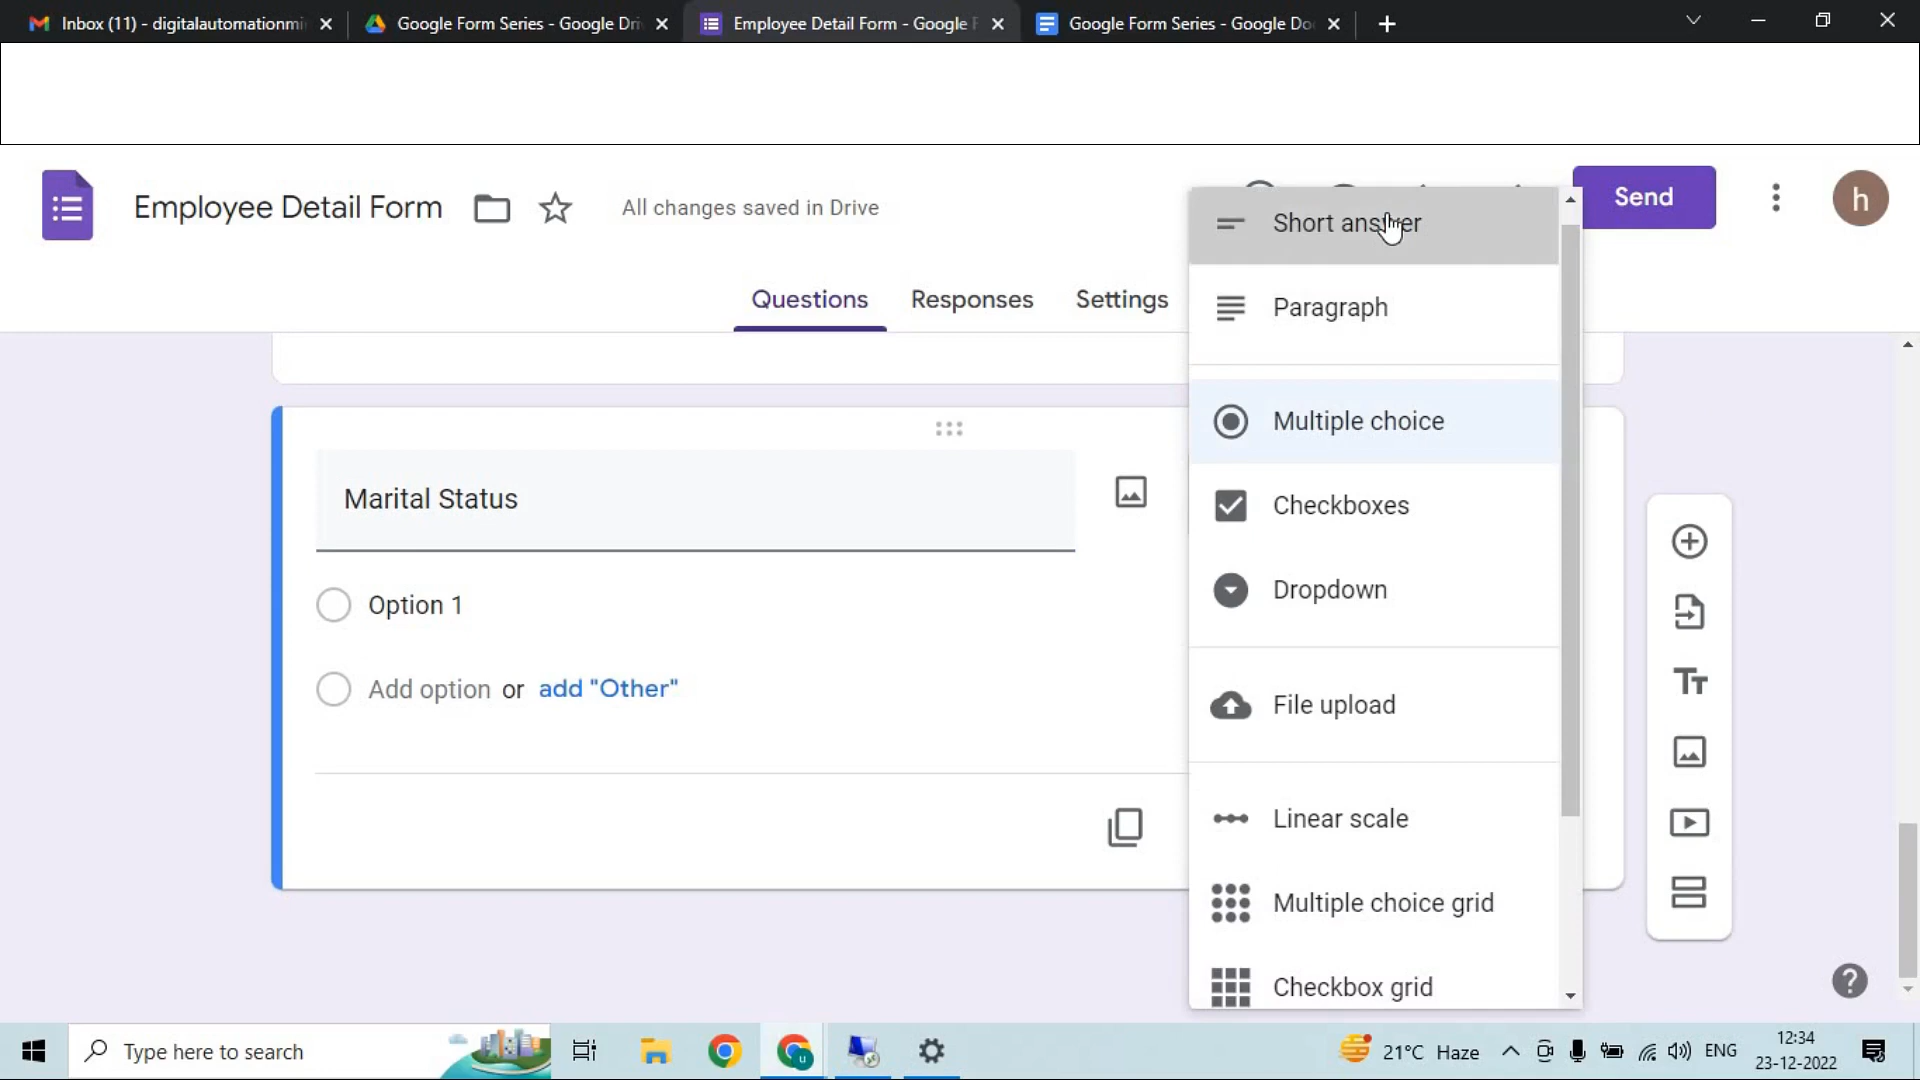 Inbox (11) - digitalautomationmi
Google Form Series - Google Dri
Employee Detail Form - Google F
Google Form Series - Google Do
Employee Detail Form
All changes saved in Drive
Send
h
Questions
Responses
Settings
Short answer
Paragraph
Multiple choice
Checkboxes
Dropdown
File upload
Linear scale
Multiple choice grid
Checkbox grid
Marital Status
Option 1
Add option or add "Other"
Type here to search
21°C Haze
ENG
12:34
23-12-2022